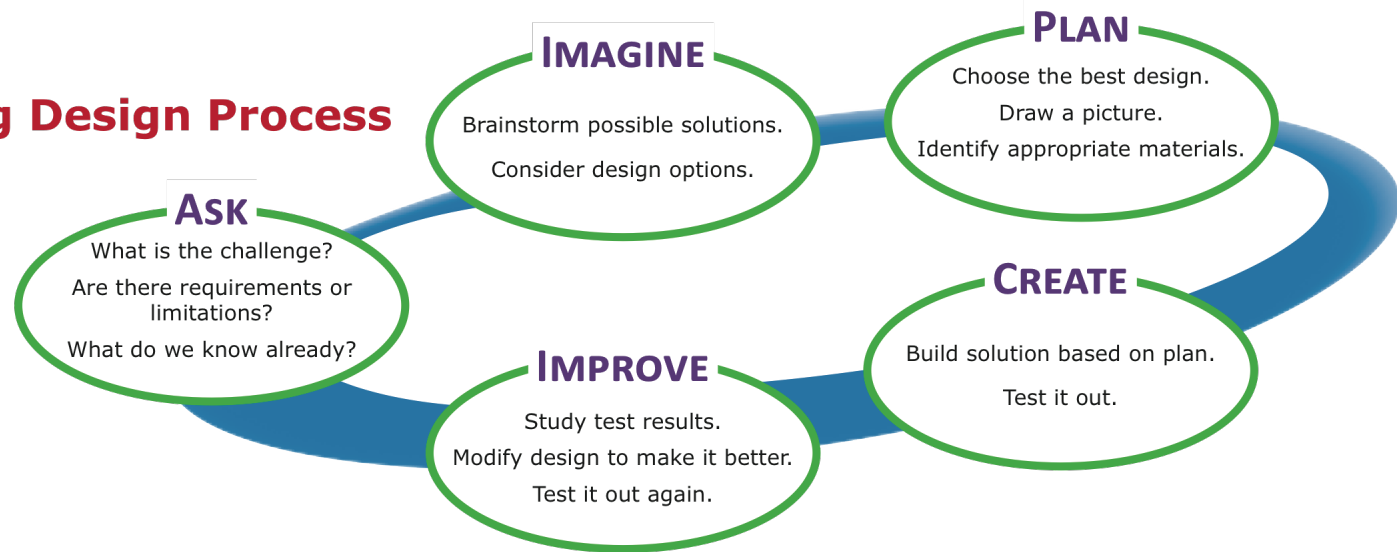 g Design Process
ASK
What is the challenge?
Are there requirements or
limitations?
What do we know already?
IMAGINE
Brainstorm possible solutions.
Consider design options.
PLAN
Choose the best design.
Draw a picture.
Identify appropriate materials.
CREATE
Build solution based on plan.
Test it out.
IMPROVE
Study test results.
Modify design to make it better.
Test it out again.